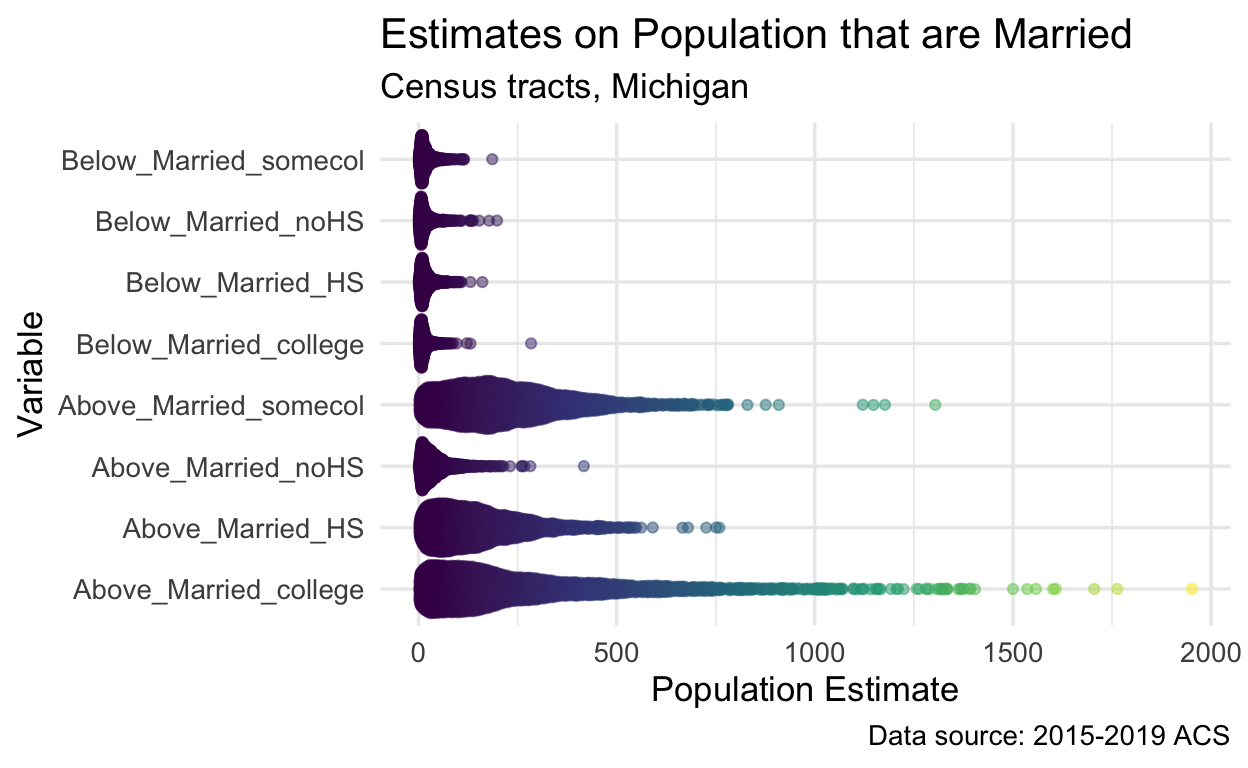 Estimates on Population that are Married
Census tracts, Michigan
Variable
Below_Married_somecol
Below_Married_noHS
Below_Married_HS
Below_Married_college
Above_Married_somecol
Above_Married_noHS
Above_Married_HS
Above_Married_college
0 500 1000 1500 2000
Population Estimate
Data source: 2015-2019 ACS